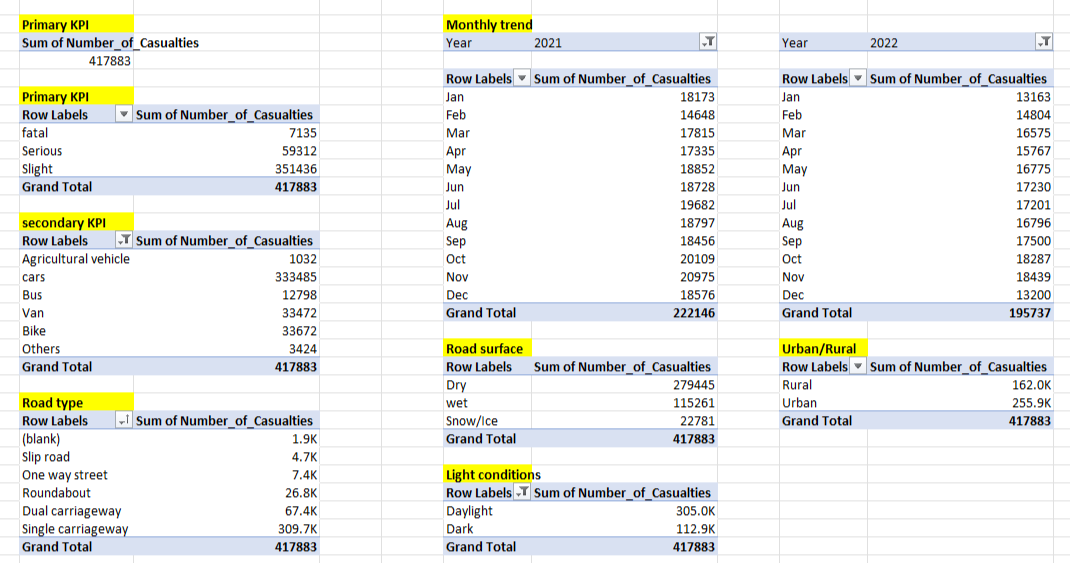 Primary KPI
Sum of Number_of_Casualties
417883
Primary KPI
Row Labels Sum of Number_of_Casualties
fatal 7135
Serious 59312
Slight 351436
Grand Total 417883
secondary KPI
Row Labels Sum of Number_of_Casualties
Agricultural vehicle 1032
cars 333485
Bus 12798
Van 33472
Bike 33672
Others 3424
Grand Total 417883
Road type
Row Labels Sum of Number_of_Casualties
(blank) 1.9K
Slip road 4.7K
One way street 7.4K
Roundabout 26.8K
Dual carriageway 67.4K
Single carriageway 309.7K
Grand Total 417883
Monthly trend
Year 2021
Row Labels Sum of Number_of_Casualties
Jan 18173
Feb 14648
Mar 17815
Apr 17335
May 18852
Jun 18728
Jul 19682
Aug 18797
Sep 18456
Oct 20109
Nov 20975
Dec 18576
Grand Total 222146
Road surface
Row Labels Sum of Number_of_Casualties
Dry 279445
wet 115261
Snow/Ice 22781
Grand Total 417883
Light conditions
Row Labels Sum of Number_of_Casualties
Daylight 305.0K
Dark 112.9K
Grand Total 417883
Year 2022
Row Labels Sum of Number_of_Casualties
Jan 13163
Feb 14804
Mar 16575
Apr 15767
May 16775
Jun 17230
Jul 17201
Aug 16796
Sep 17500
Oct 18287
Nov 18439
Dec 13200
Grand Total 195737
Urban/Rural
Row Labels Sum of Number_of_Casualties
Rural 162.0K
Urban 255.9K
Grand Total 417883